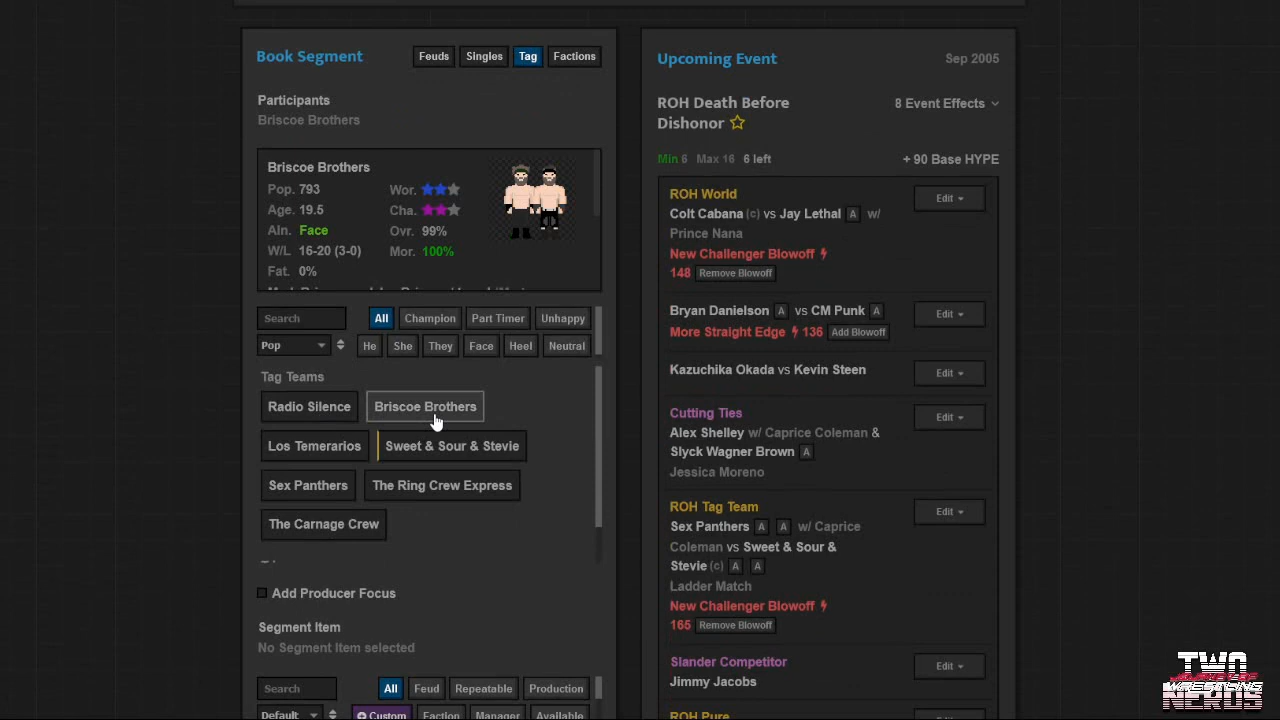 Book Segment
Feuds Singles Tag Factions
Participants
Briscoe Brothers
Briscoe Brothers
Pop. 793 Wor.
Age. 19.5 Cha.
Aln. Face Ovr. 99%
W/L 16-20 (3-0) Mor. 100%
Fat. 0%
Search All Champion Part Timer Unhappy
Pop He She They Face Heel Neutral
Tag Teams
Radio Silence Briscoe Brothers
Los Temerarios Sweet & Sour & Stevie
Sex Panthers The Ring Crew Express
The Carnage Crew
Add Producer Focus
Segment Item
No Segment Item selected
Search All Feud Repeatable Production
Default Custom Faction Manager Available
Upcoming Event Sep 2005
ROH Death Before 8 Event Effects
Dishonor
Min 6 Max 16 6 left + 90 Base HYPE
ROH World Edit
Colt Cabana (c) vs Jay Lethal A w/
Prince Nana
New Challenger Blowoff
148 Remove Blowoff
Bryan Danielson A vs CM Punk A Edit
More Straight Edge 136 Add Blowoff
Kazuchika Okada vs Kevin Steen Edit
Cutting Ties Edit
Alex Shelley w/ Caprice Coleman &
Slyck Wagner Brown A
Jessica Moreno
ROH Tag Team Edit
Sex Panthers A A w/ Caprice
Coleman vs Sweet & Sour &
Stevie (c) A A
Ladder Match
New Challenger Blowoff
165 Remove Blowoff
Slander Competitor Edit
Jimmy Jacobs
ROH Pure
TWO
WRESTLING
NERDS